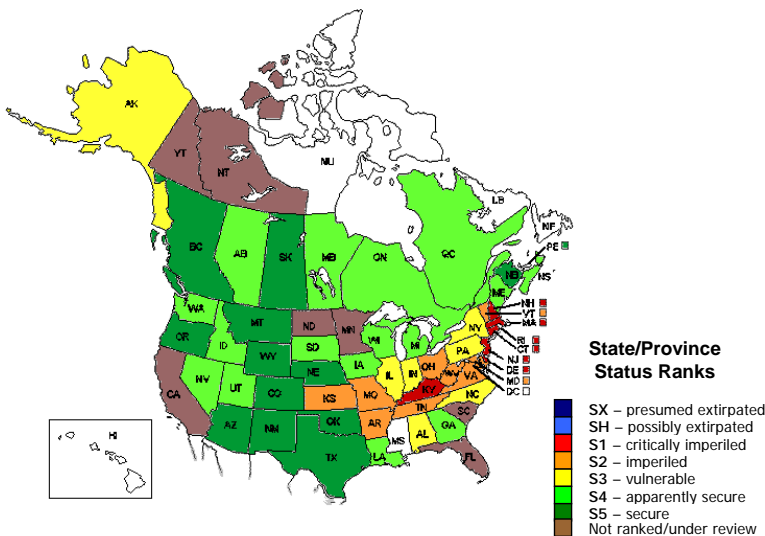 AK
YT
NT
NU
BC
AB
SK
MB
ON
QC
LB
NF
PE
NB
NS
ME
NH
VT
MA
RI
CT
NJ
DE
MD
DC
WA
MT
ND
MN
OR
ID
WY
SD
WI
MI
NY
PA
NE
IA
IL
IN
OH
WV
VA
CA
NV
UT
CO
KS
MO
KY
NC
TN
AZ
NM
OK
AR
SC
MS
AL
GA
TX
LA
FL
HI
State/Province
Status Ranks
SX – presumed extirpated
SH – possibly extirpated
S1 – critically imperiled
S2 – imperiled
S3 – vulnerable
S4 – apparently secure
S5 – secure
Not ranked/under review